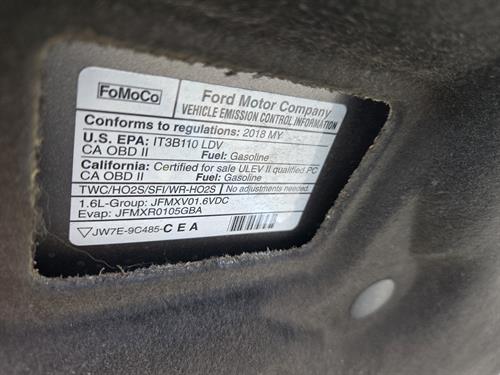 FoMoCo
Ford Motor Company
VEHICLE EMISSION CONTROL INFORMATION
Conforms to regulations: 2018 MY
U.S. EPA: IT3B110 LDV
CA OBD II Fuel: Gasoline
California: Certified for sale ULEV II qualified PC
CA OBD II Fuel: Gasoline
TWC/HO2S/SFI/WR-HO2S No adjustments needed.
1.6L-Group: JFMXV01.6VDC
Evap: JFMXR0105GBA
JW7E-9C485-CEA